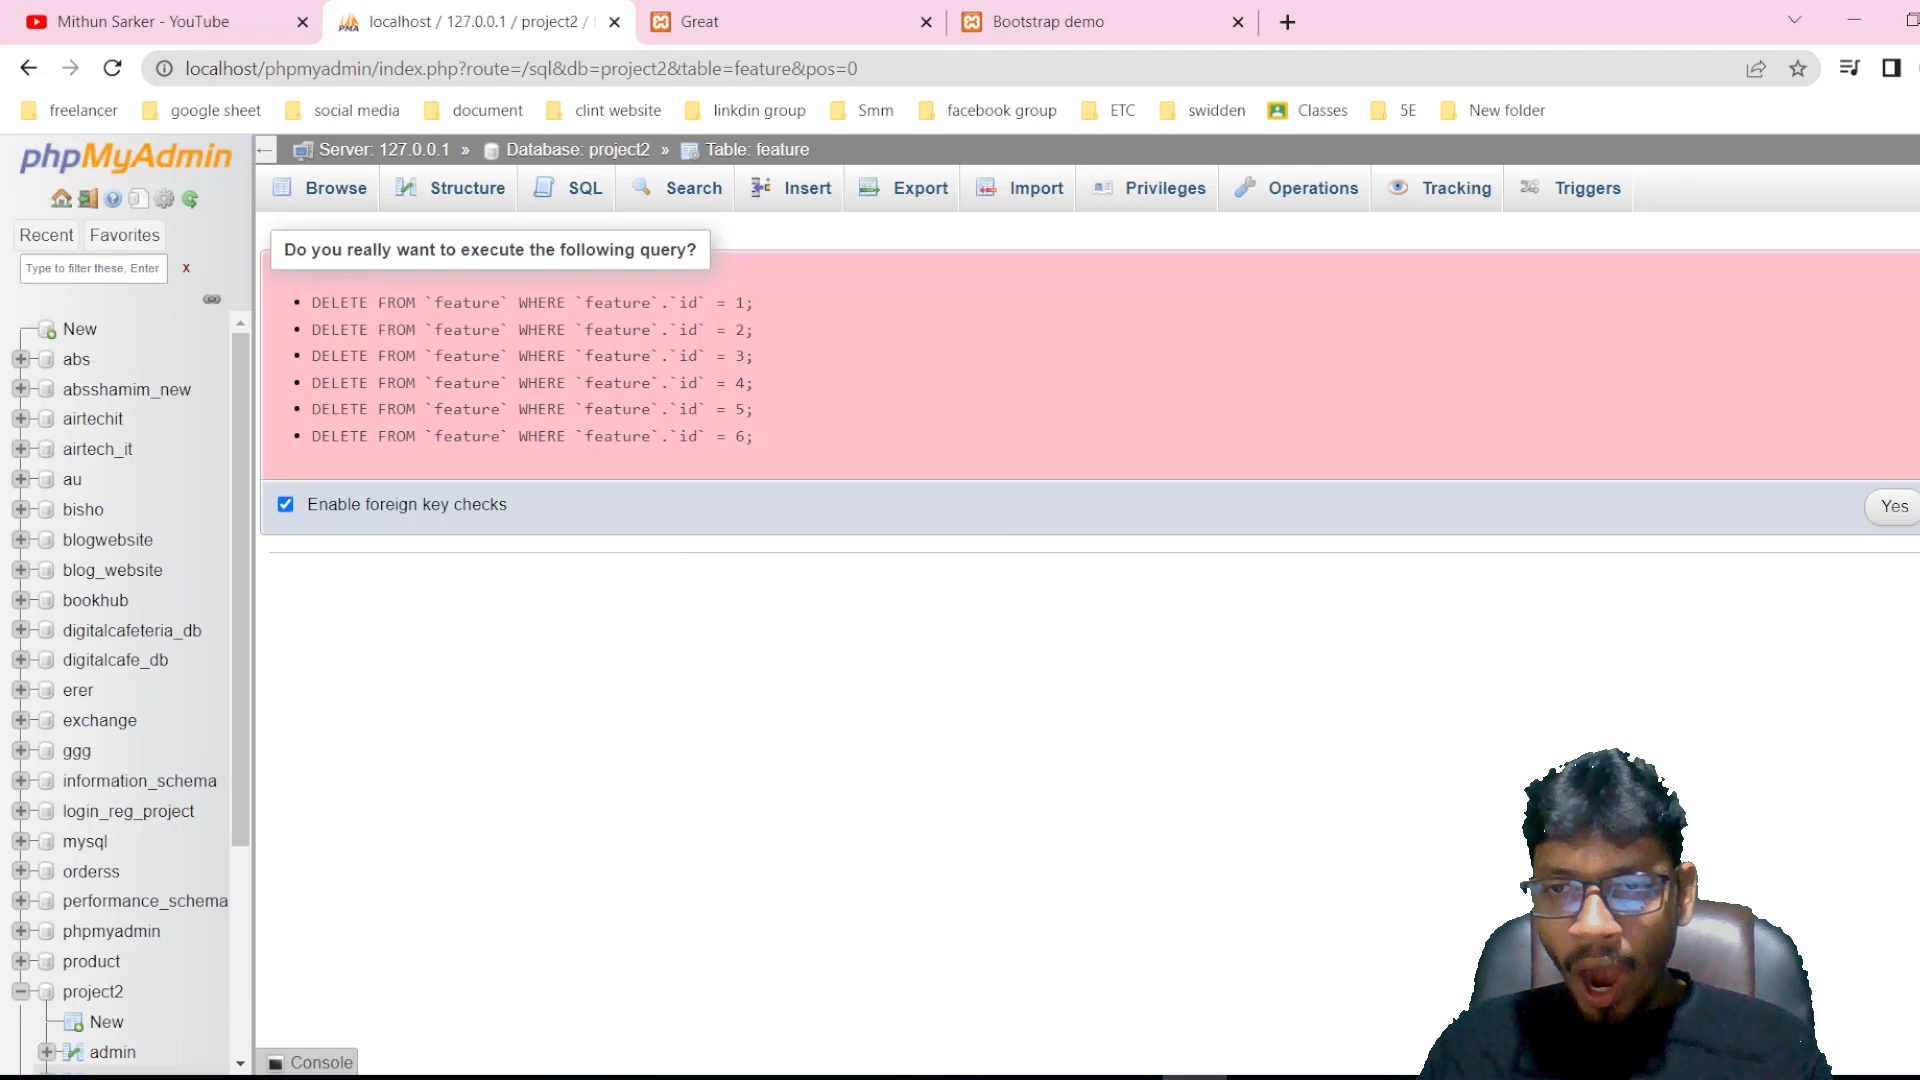 Mithun Sarker - YouTube
localhost / 127.0.0.1 / project2 /
Great
Bootstrap demo
localhost/phpmyadmin/index.php?route=/sql&db=project2&table=feature&pos=0
freelancer
google sheet
social media
document
clint website
linkdin group
Smm
facebook group
ETC
swidden
Classes
5E
New folder
phpMyAdmin
Server: 127.0.0.1 » Database: project2 » Table: feature
Browse
Structure
SQL
Search
Insert
Export
Import
Privileges
Operations
Tracking
Triggers
Recent
Favorites
Type to filter these, Enter
X
Do you really want to execute the following query?
DELETE FROM `feature` WHERE `feature`.`id` = 1;
DELETE FROM `feature` WHERE `feature`.`id` = 2;
DELETE FROM `feature` WHERE `feature`.`id` = 3;
DELETE FROM `feature` WHERE `feature`.`id` = 4;
DELETE FROM `feature` WHERE `feature`.`id` = 5;
DELETE FROM `feature` WHERE `feature`.`id` = 6;
Enable foreign key checks
Yes
New
abs
absshamim_new
airtechit
airtech_it
au
bisho
blogwebsite
blog_website
bookhub
digitalcafeteria_db
digitalcafe_db
erer
exchange
ggg
information_schema
login_reg_project
mysql
orderss
performance_schema
phpmyadmin
product
project2
New
admin
Console